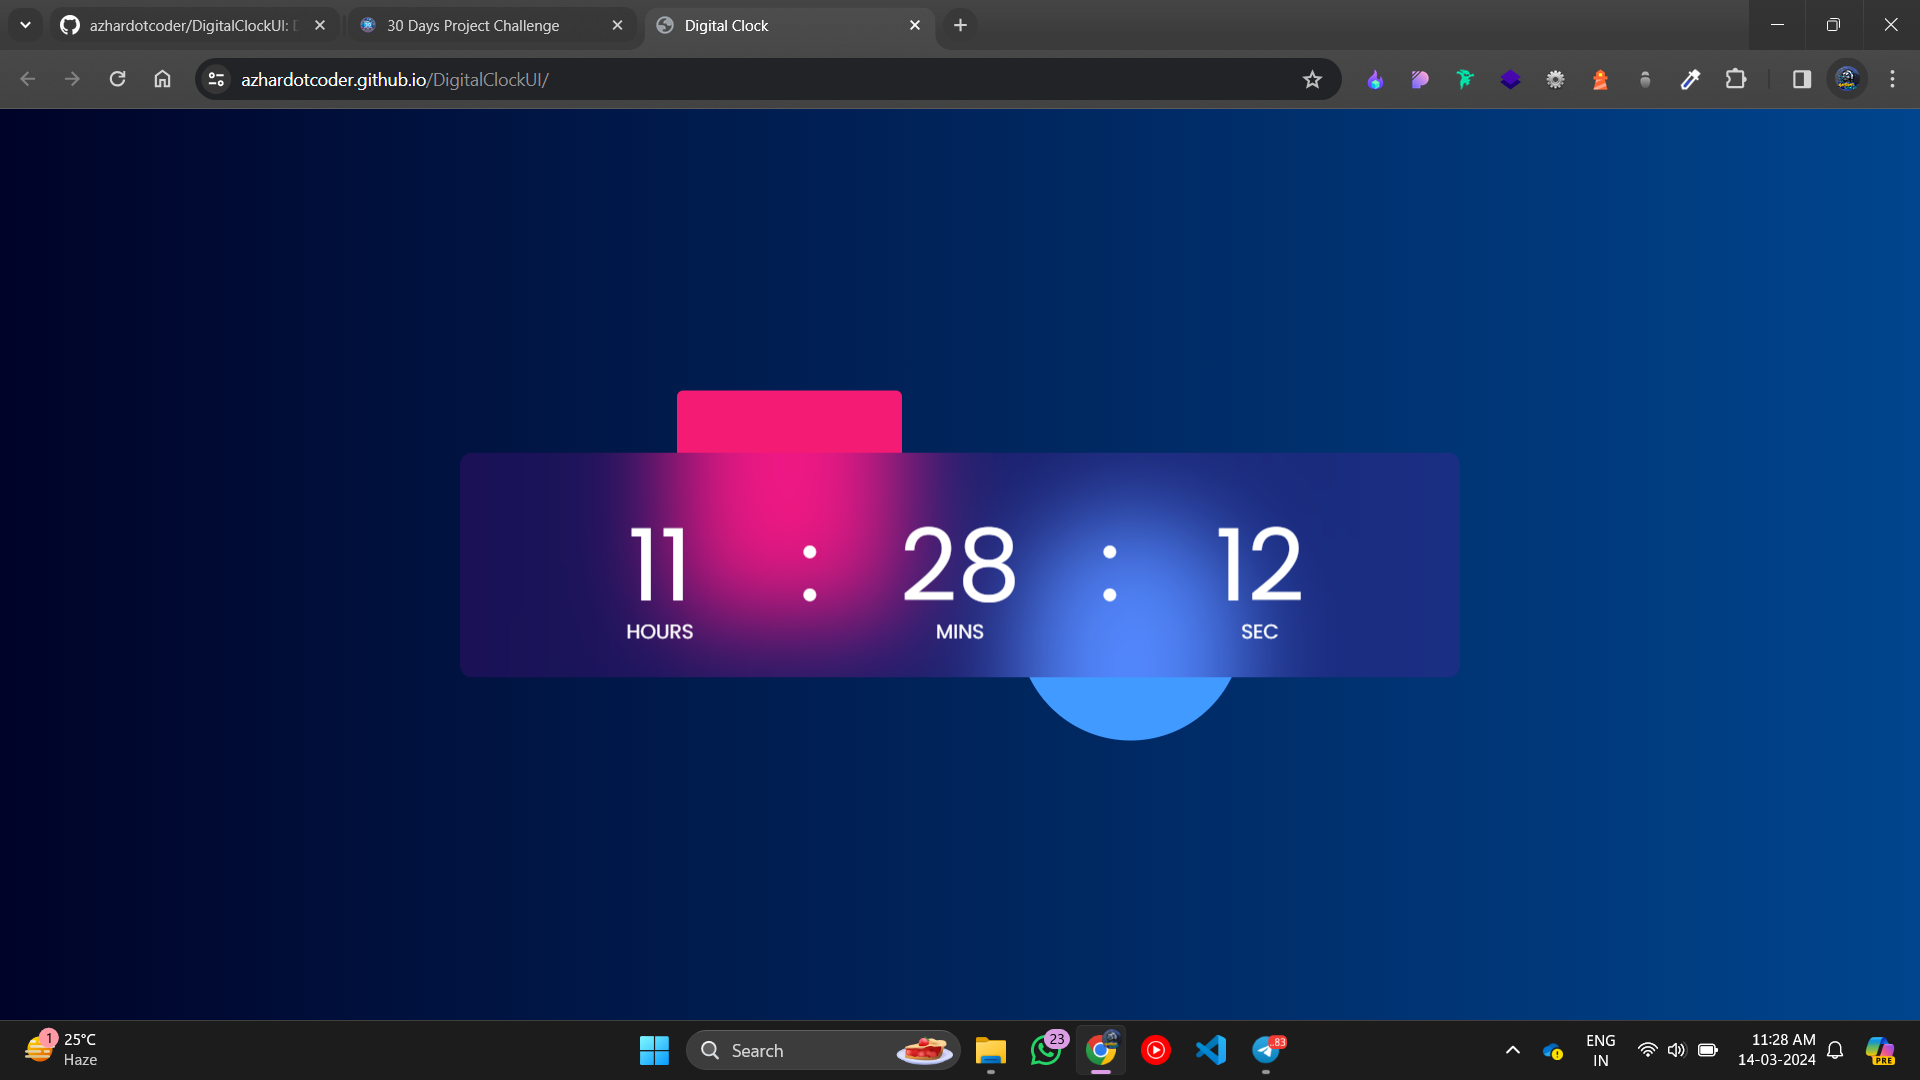 azhardotcoder/DigitalClockUI:
30 Days Project Challenge
Digital Clock
azhardotcoder.github.io/DigitalClockUI/
11 : 28 : 12
HOURS MINS SEC
1
25°C
Haze
Search
23
83
ENG
IN
11:28 AM
14-03-2024
PRE